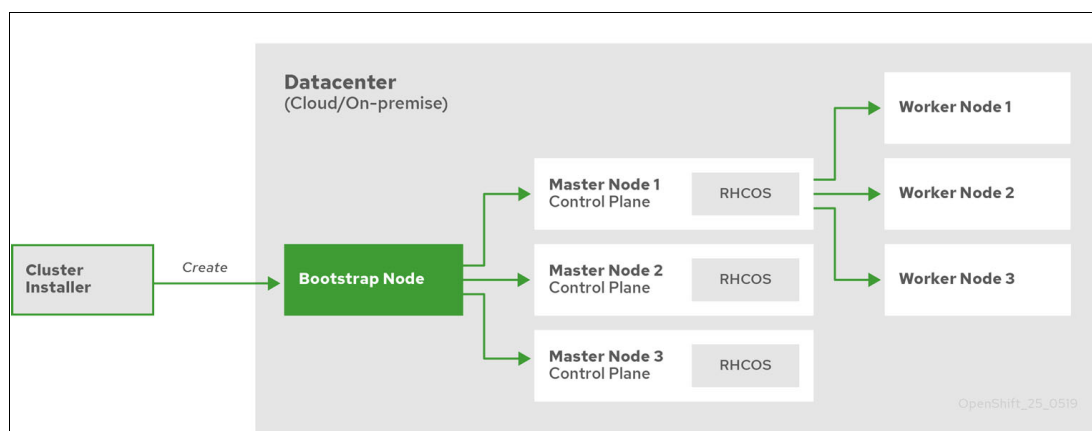 Datacenter
(Cloud/On-premise)
Cluster
Installer
Create
Bootstrap Node
Master Node 1
Control Plane
RHCOS
Master Node 2
Control Plane
RHCOS
Master Node 3
Control Plane
RHCOS
Worker Node 1
Worker Node 2
Worker Node 3
OpenShift_25_0519